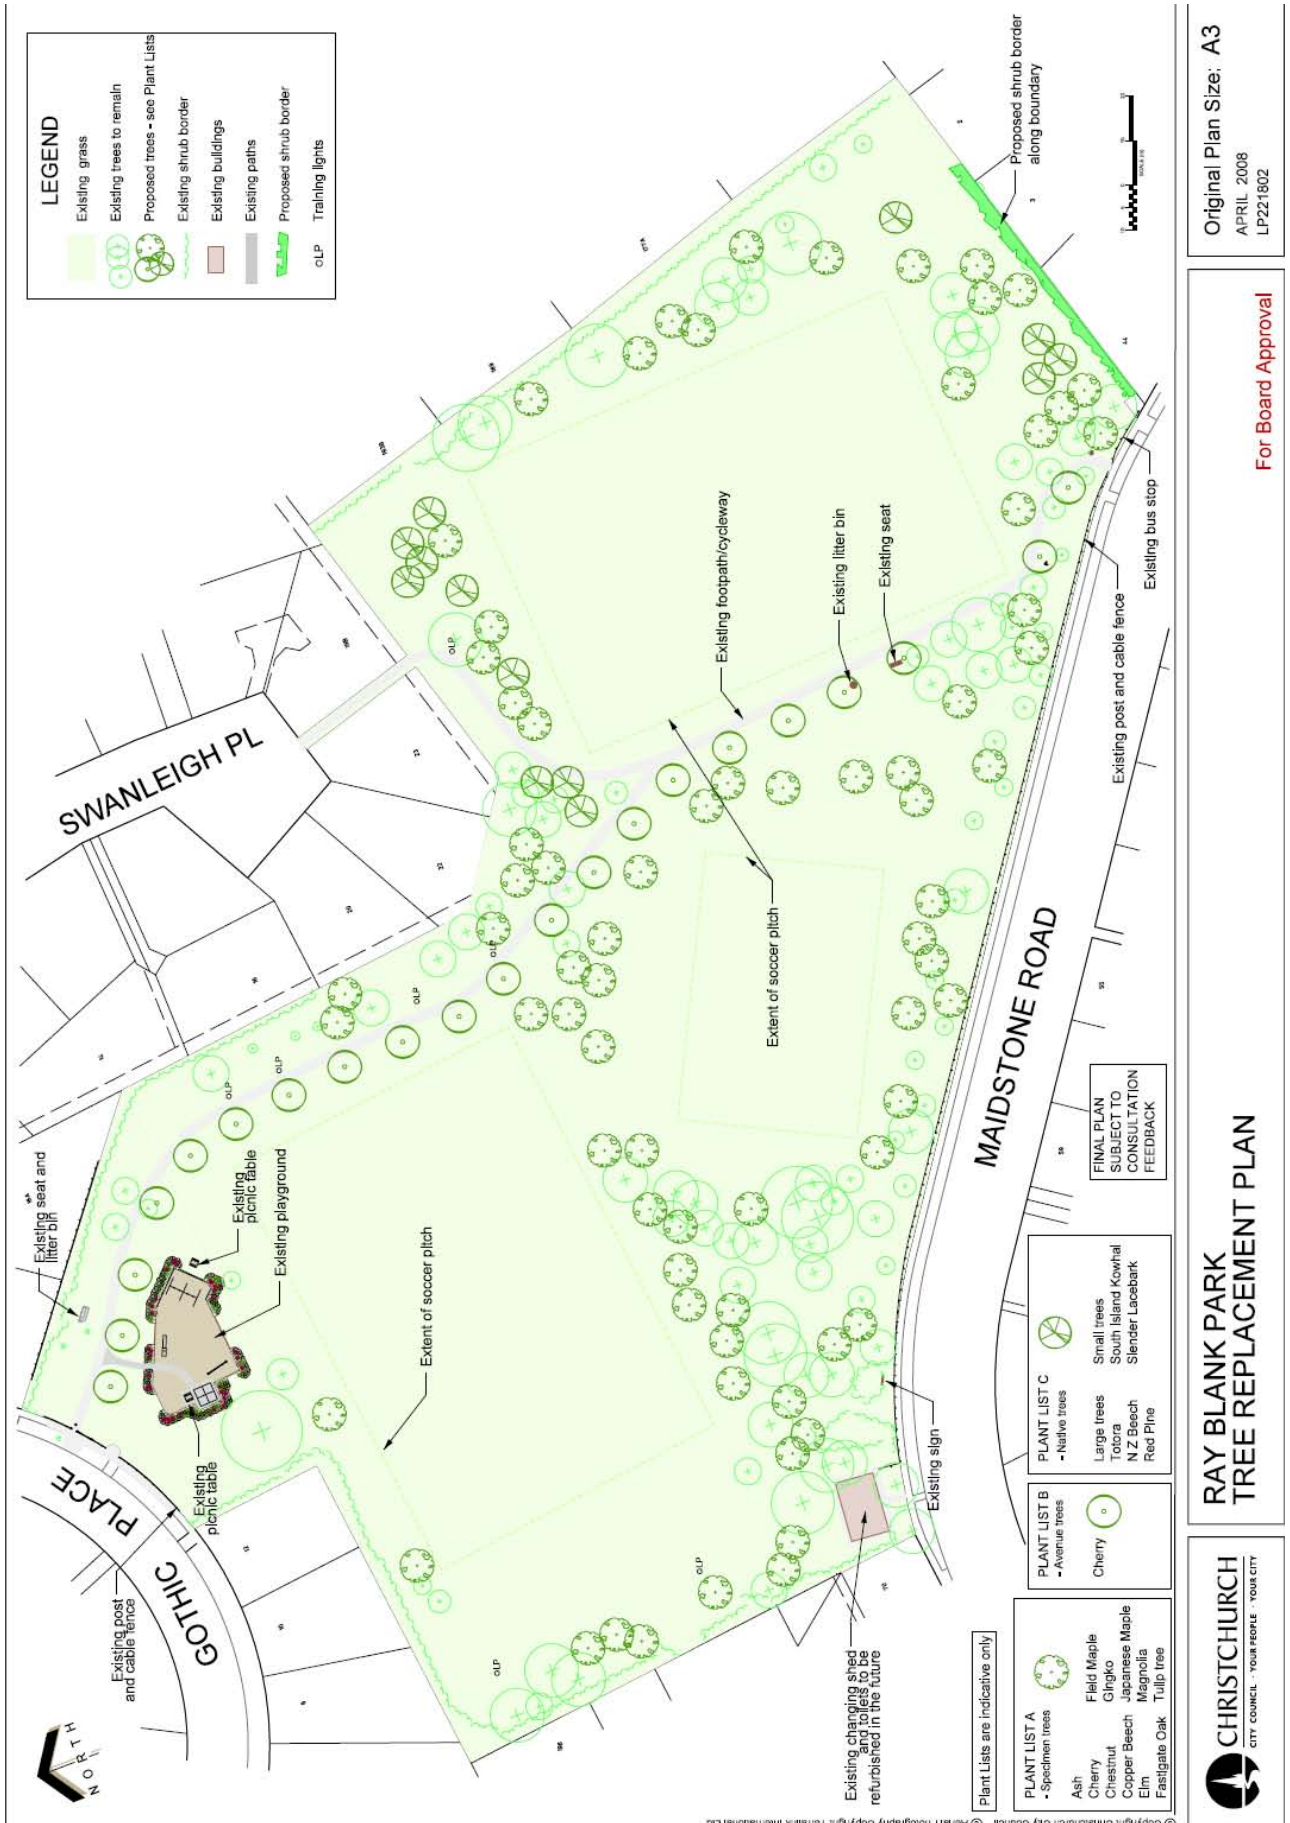 LEGEND
Existing grass
Existing trees to remain
Proposed trees - see Plant Lists
Existing shrub border
Existing buildings
Existing paths
Proposed shrub border
OLP Training lights
Proposed shrub border
along boundary
SWANLEIGH PL
GOTHIC PLACE
MAIDSTONE ROAD
NORTH
Existing seat and
litter bin
Existing
picnic table
Existing playground
Existing
picnic table
Existing post
and cable fence
Extent of soccer pitch
Extent of soccer pitch
Existing footpath/cycleway
Existing litter bin
Existing seat
Existing bus stop
Existing post and cable fence
Existing sign
Existing changing shed
and toilets to be
refurbished in the future
OLP
OLP
OLP
OLP
OLP
OLP
OLP
Plant Lists are indicative only
PLANT LIST A
- Specimen trees
Ash
Cherry
Chestnut
Copper Beech
Elm
Fastigate Oak
Field Maple
Gingko
Japanese Maple
Magnolia
Tulip tree
PLANT LIST B
- Avenue trees
Cherry
PLANT LIST C
- Native trees
Large trees
Totora
N Z Beech
Red Pine
Small trees
South Island Kowhai
Slender Lacebark
FINAL PLAN
SUBJECT TO
CONSULTATION
FEEDBACK
CHRISTCHURCH
CITY COUNCIL · YOUR PEOPLE · YOUR CITY
RAY BLANK PARK
TREE REPLACEMENT PLAN
For Board Approval
Original Plan Size: A3
APRIL 2008
LP221802